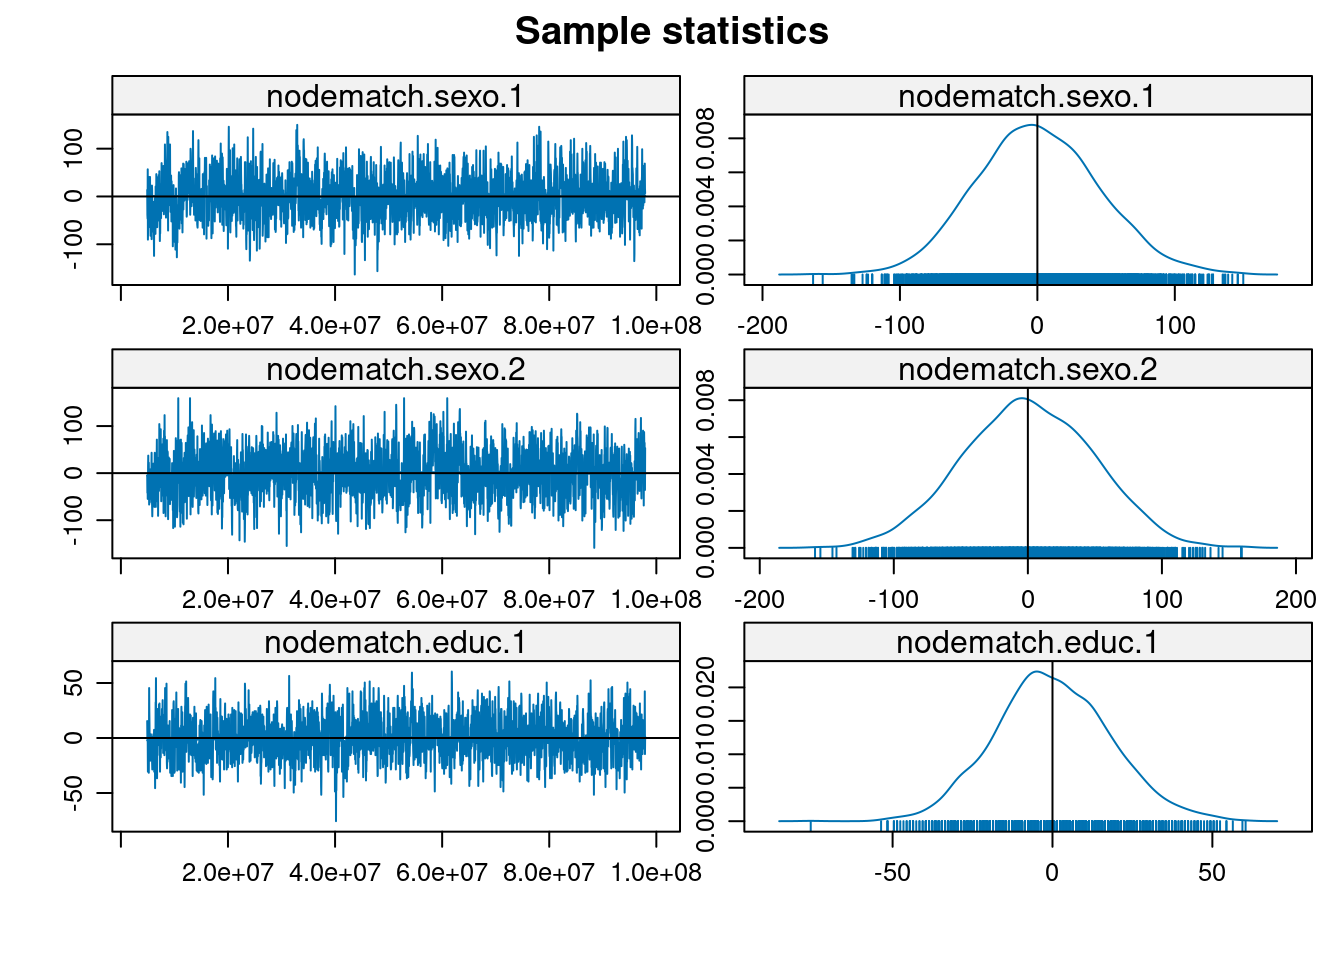 Sample statistics
nodematch.sexo.1
-100 0 100
2.0e+07 4.0e+07 6.0e+07 8.0e+07 1.0e+08
nodematch.sexo.1
0.000 0.004 0.008
-200 -100 0 100
nodematch.sexo.2
-100 0 100
2.0e+07 4.0e+07 6.0e+07 8.0e+07 1.0e+08
nodematch.sexo.2
0.000 0.004 0.008
-200 -100 0 100 200
nodematch.educ.1
-50 0 50
2.0e+07 4.0e+07 6.0e+07 8.0e+07 1.0e+08
nodematch.educ.1
0.000 0.010 0.020
-50 0 50